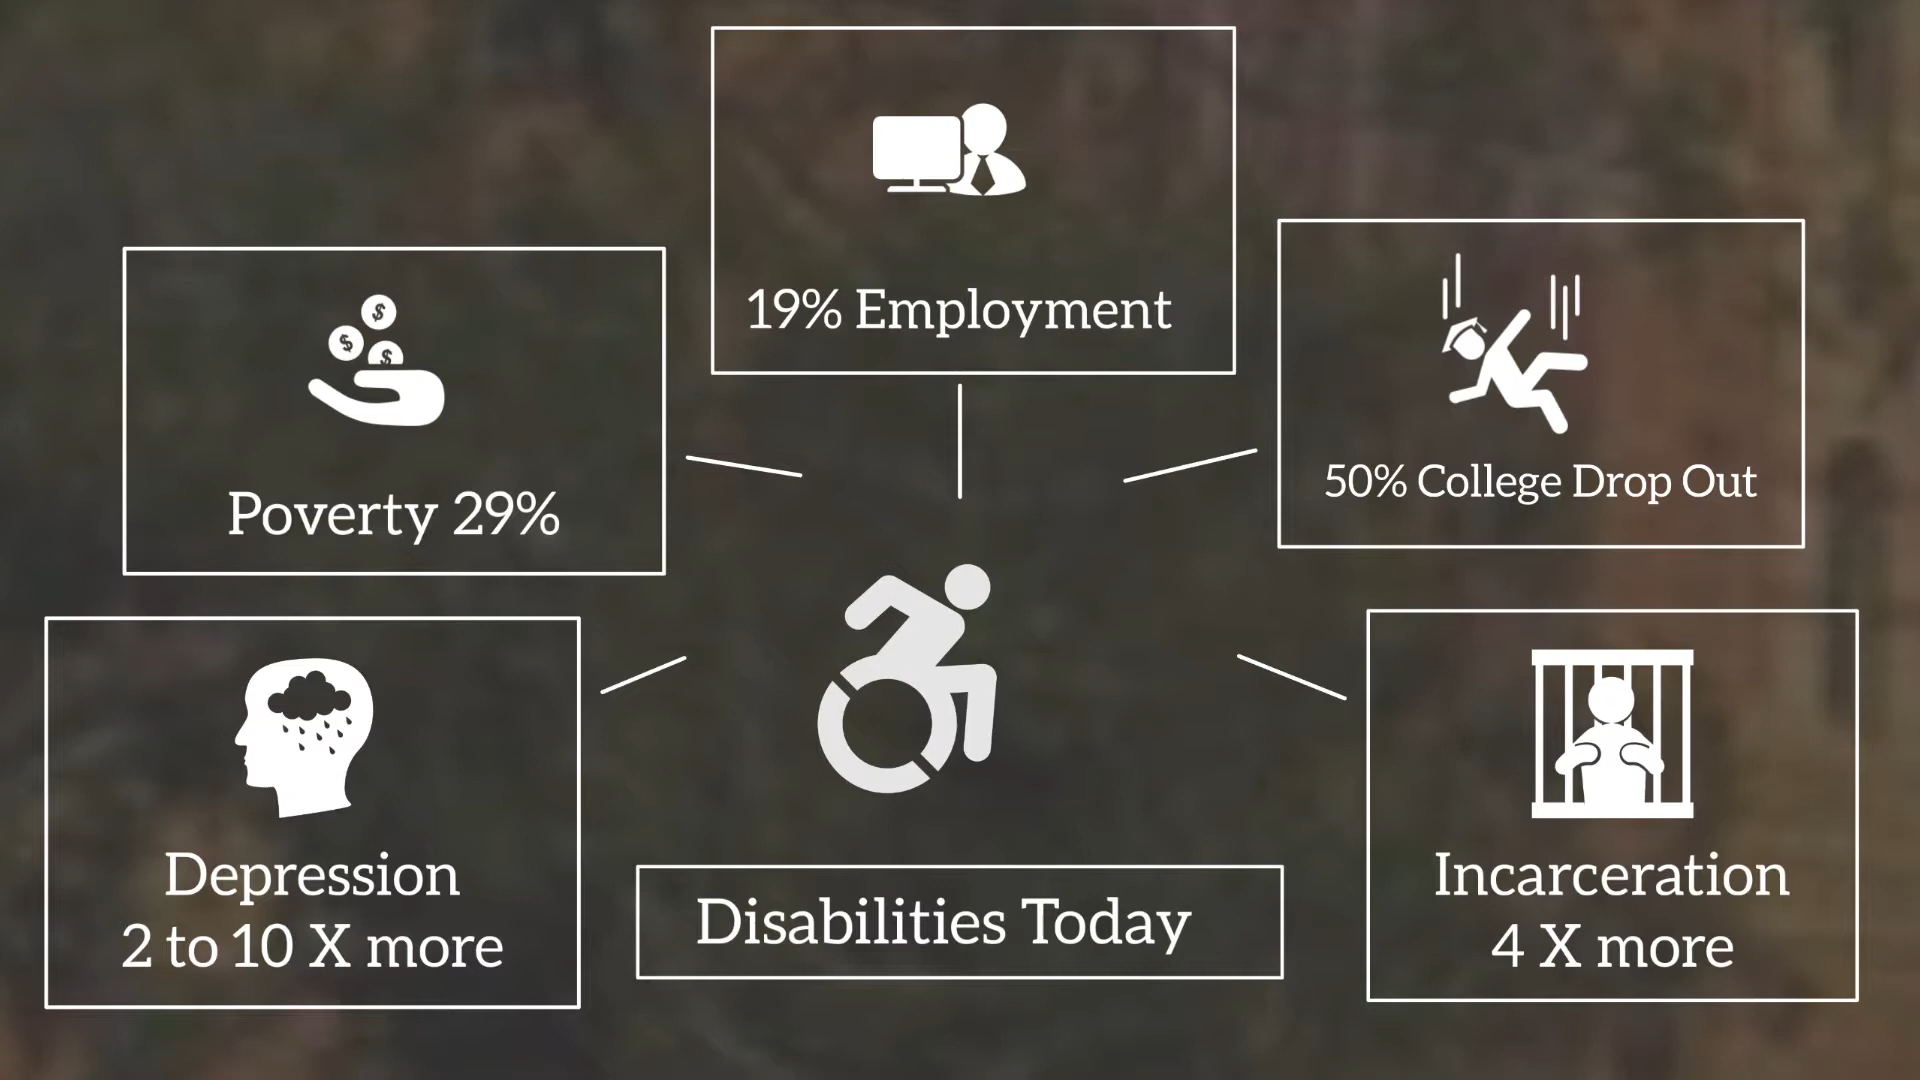 19% Employment
Poverty 29%
50% College Drop Out
Depression
2 to 10 X more
Disabilities Today
Incarceration
4 X more